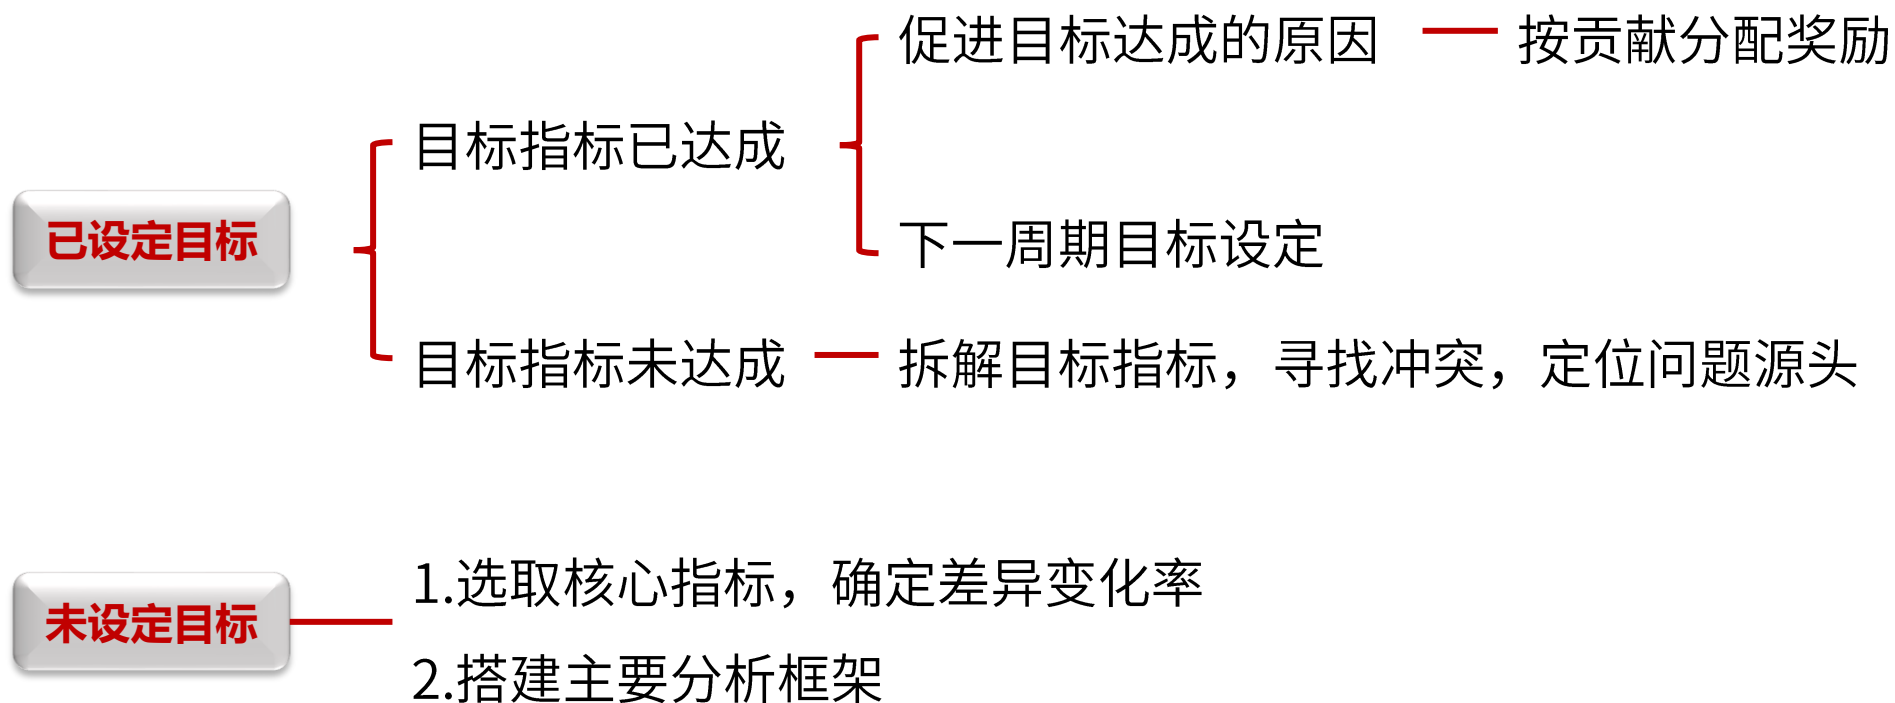 促进目标达成的原因
按贡献分配奖励
目标指标已达成
已设定目标
下一周期目标设定
目标指标未达成
拆解目标指标，寻找冲突，定位问题源头
未设定目标
1.选取核心指标，确定差异变化率
2.搭建主要分析框架